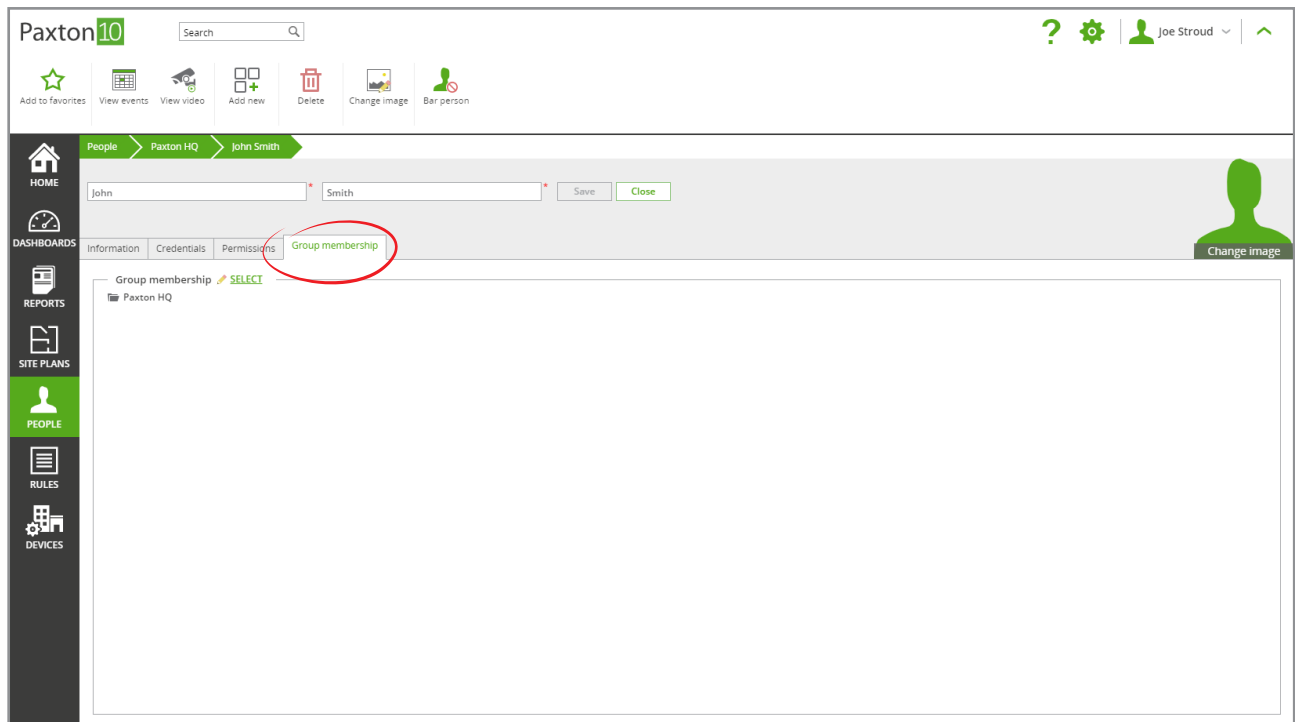 Paxton10
Search
Joe Stroud
Add to favorites
View events
View video
Add new
Delete
Change image
Bar person
People
Paxton HQ
John Smith
HOME
John *
Smith *
Save
Close
DASHBOARDS
Information
Credentials
Permissions
Group membership
Change image
Group membership SELECT
Paxton HQ
REPORTS
SITE PLANS
PEOPLE
RULES
DEVICES